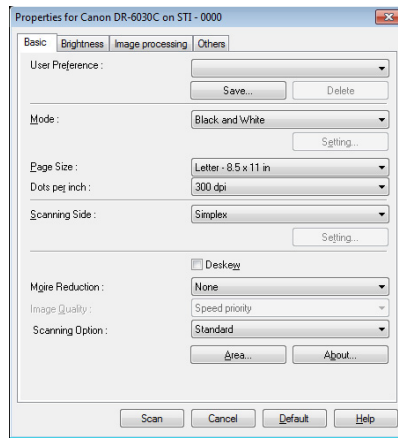 Properties for Canon DR-6030C on STI - 0000
Basic Brightness Image processing Others
User Preference :
Save... Delete
Mode : Black and White
Setting...
Page Size : Letter - 8.5 x 11 in
Dots per inch : 300 dpi
Scanning Side : Simplex
Setting...
Deskew
Moire Reduction : None
Image Quality : Speed priority
Scanning Option : Standard
Area... About...
Scan Cancel Default Help